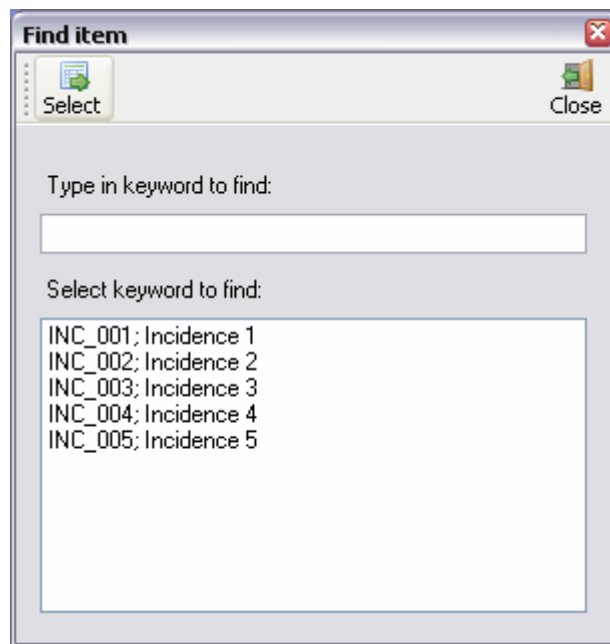 Find item
Select
Close
Type in keyword to find:
Select keyword to find:
INC_001; Incidence 1
INC_002; Incidence 2
INC_003; Incidence 3
INC_004; Incidence 4
INC_005; Incidence 5